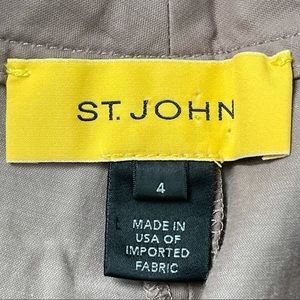 ST. JOHN
4
MADE IN
USA OF
IMPORTED
FABRIC